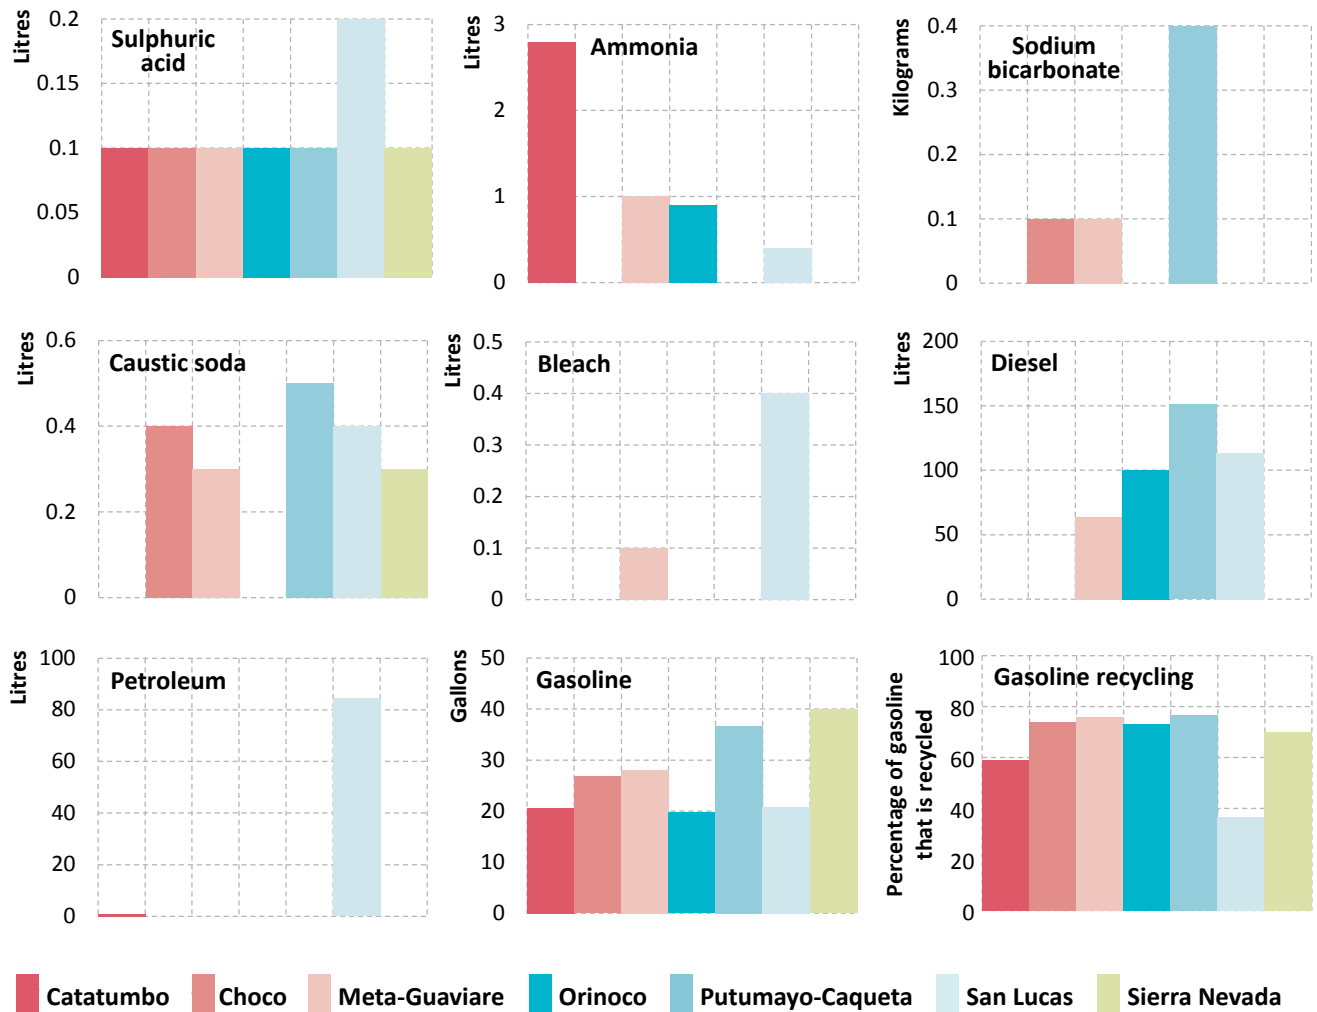 Litres
Sulphuric
acid
0.2
0.15
0.1
0.05
0
Litres
Ammonia
3
2
1
0
Kilograms
Sodium
bicarbonate
0.4
0.3
0.4
0.2
0.1
0
Litres
Caustic soda
0.6
0.4
0.2
0
Litres
Bleach
0.5
0.4
0.3
0.2
0.1
0
Litres
Diesel
200
150
100
50
0
Litres
Petroleum
100
80
60
40
20
0
Gallons
Gasoline
50
40
30
20
10
0
Percentage of gasoline
that is recycled
Gasoline recycling
100
80
60
40
20
0
Catatumbo
Choco
Meta-Guaviare
Orinoco
Putumayo-Caqueta
San Lucas
Sierra Nevada